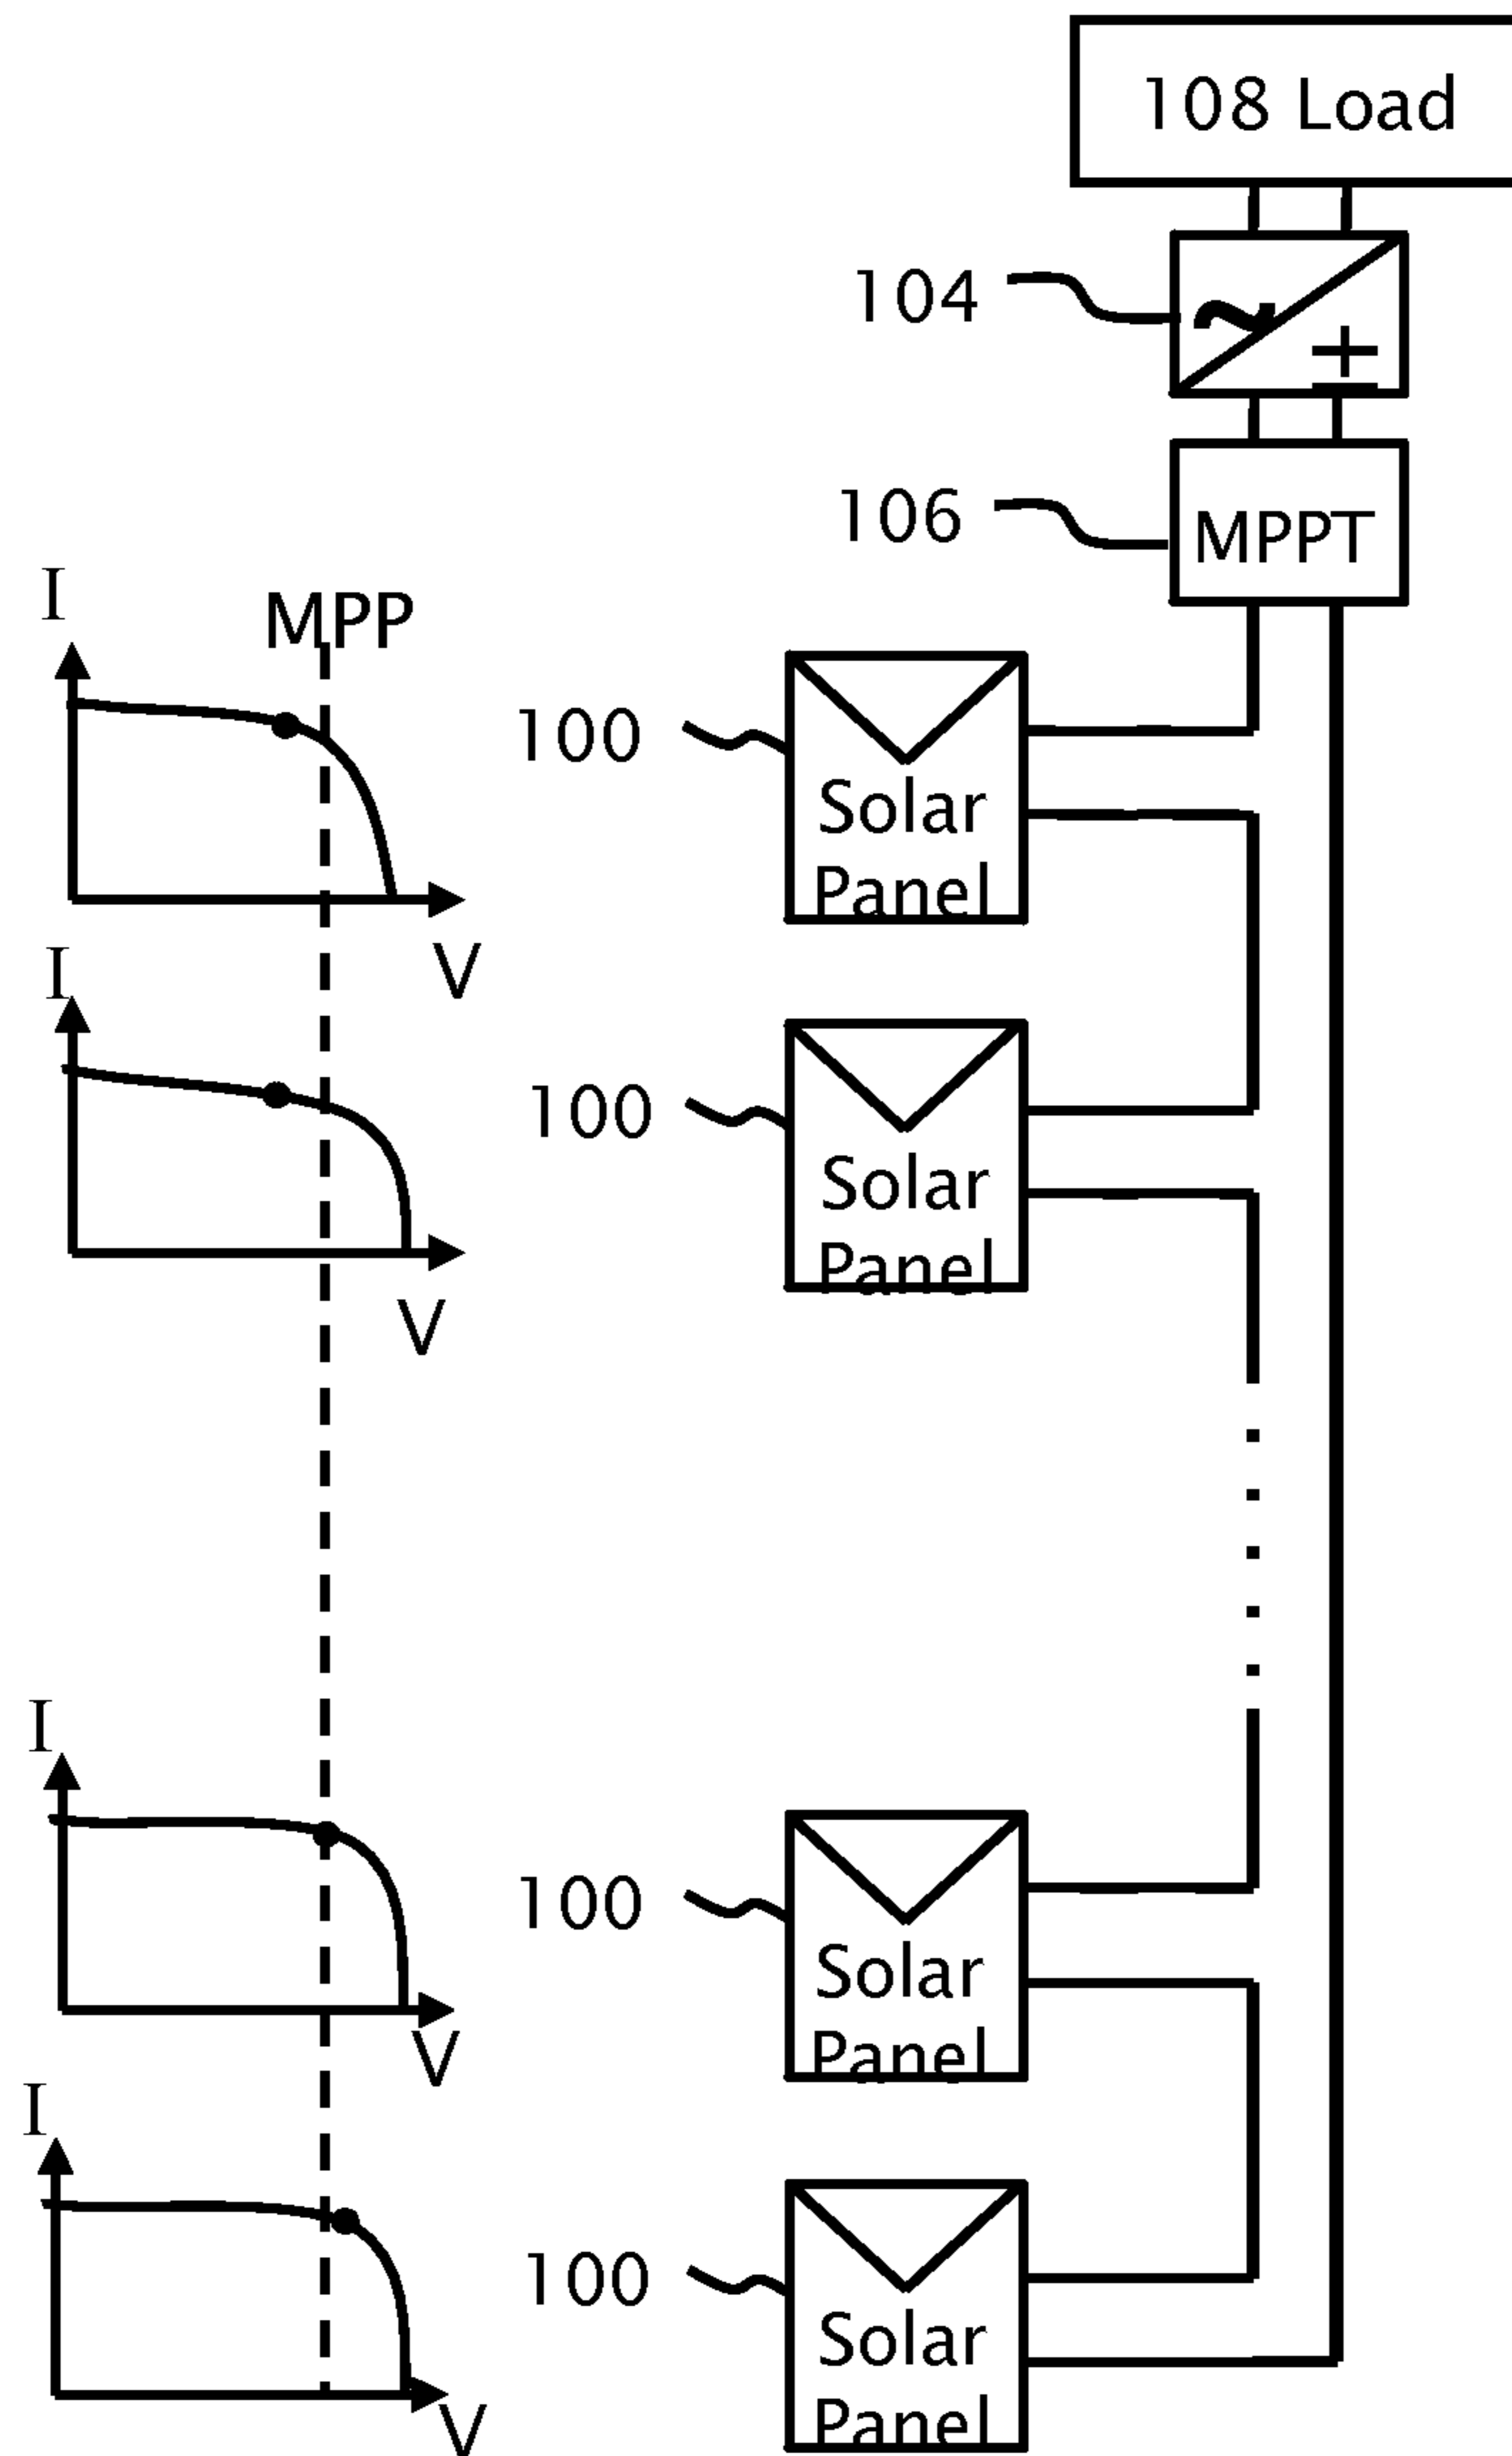 108 Load
104
~
+
106
MPPT
I
MPP
100
Solar
Panel
V
I
100
Solar
Panel
V
I
100
Solar
Panel
V
I
100
Solar
Panel
V